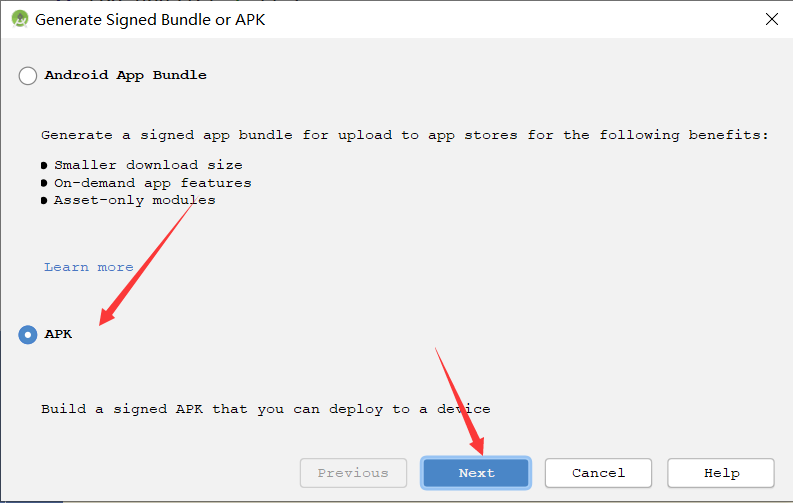 Generate Signed Bundle or APK
Android App Bundle
Generate a signed app bundle for upload to app stores for the following benefits:
Smaller download size
On-demand app features
Asset-only modules
Learn more
APK
Build a signed APK that you can deploy to a device
Previous Next Cancel Help